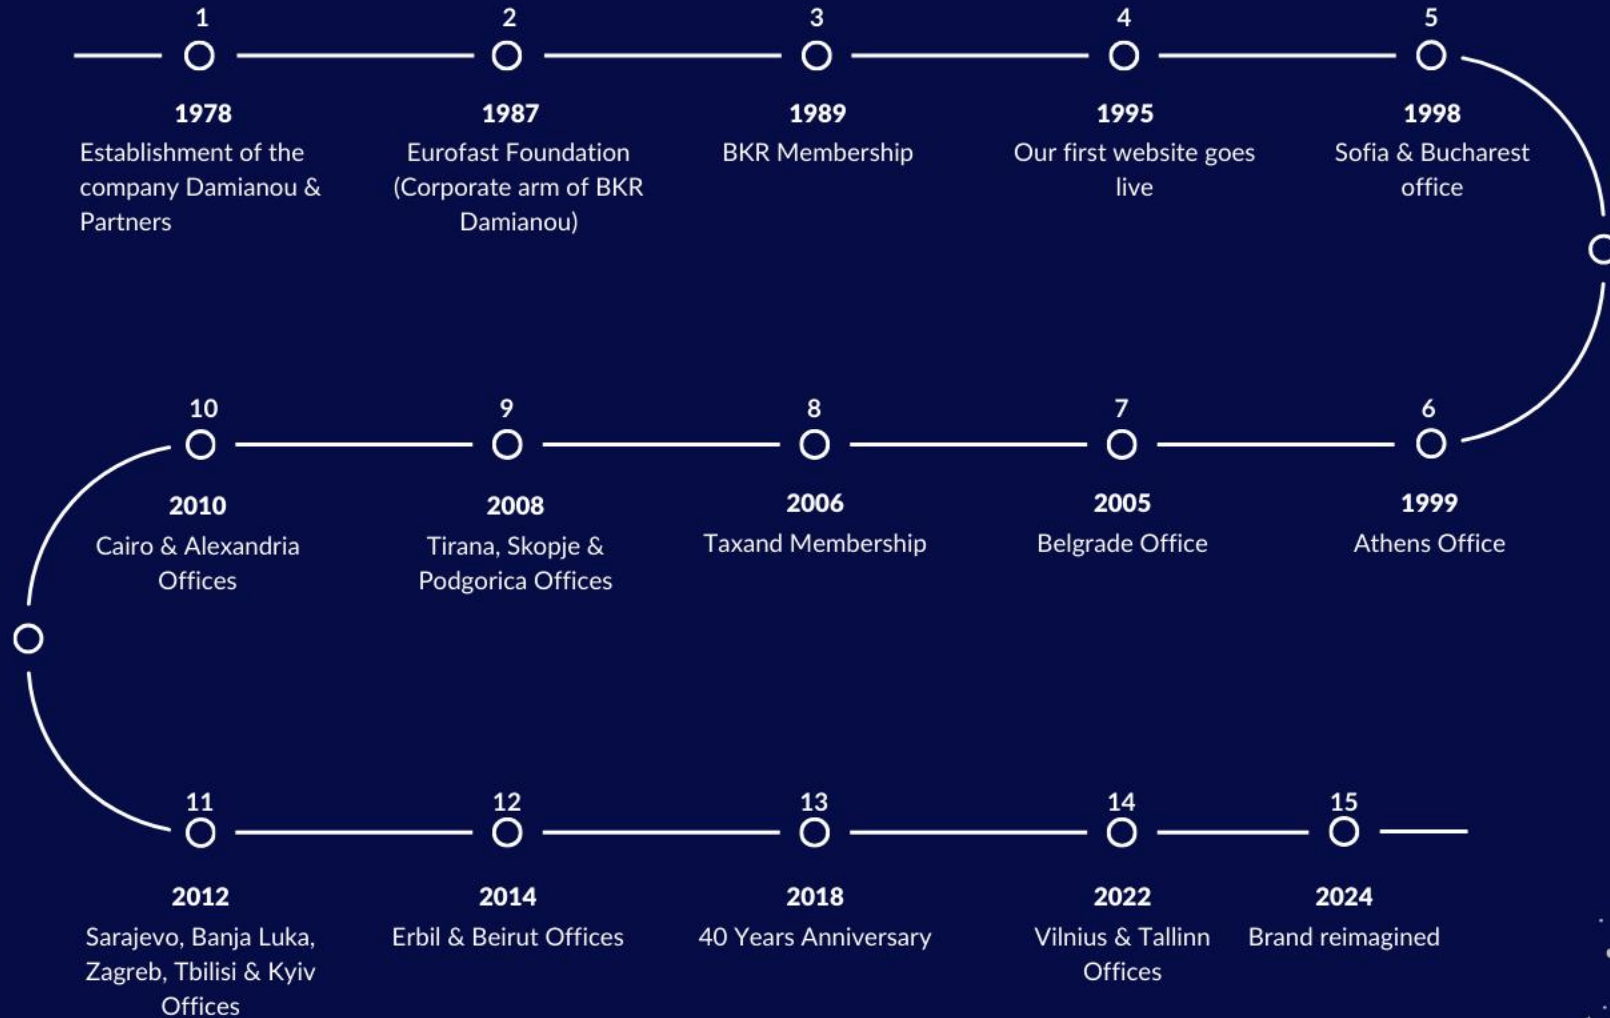 1
1978
Establishment of the
company Damianou &
Partners
2
1987
Eurofast Foundation
(Corporate arm of BKR
Damianou)
3
1989
BKR Membership
4
1995
Our first website goes
live
5
1998
Sofia & Bucharest
office
6
1999
Athens Office
7
2005
Belgrade Office
8
2006
Taxand Membership
9
2008
Tirana, Skopje &
Podgorica Offices
10
2010
Cairo & Alexandria
Offices
11
2012
Sarajevo, Banja Luka,
Zagreb, Tbilisi & Kyiv
Offices
12
2014
Erbil & Beirut Offices
13
2018
40 Years Anniversary
14
2022
Vilnius & Tallinn
Offices
15
2024
Brand reimagined